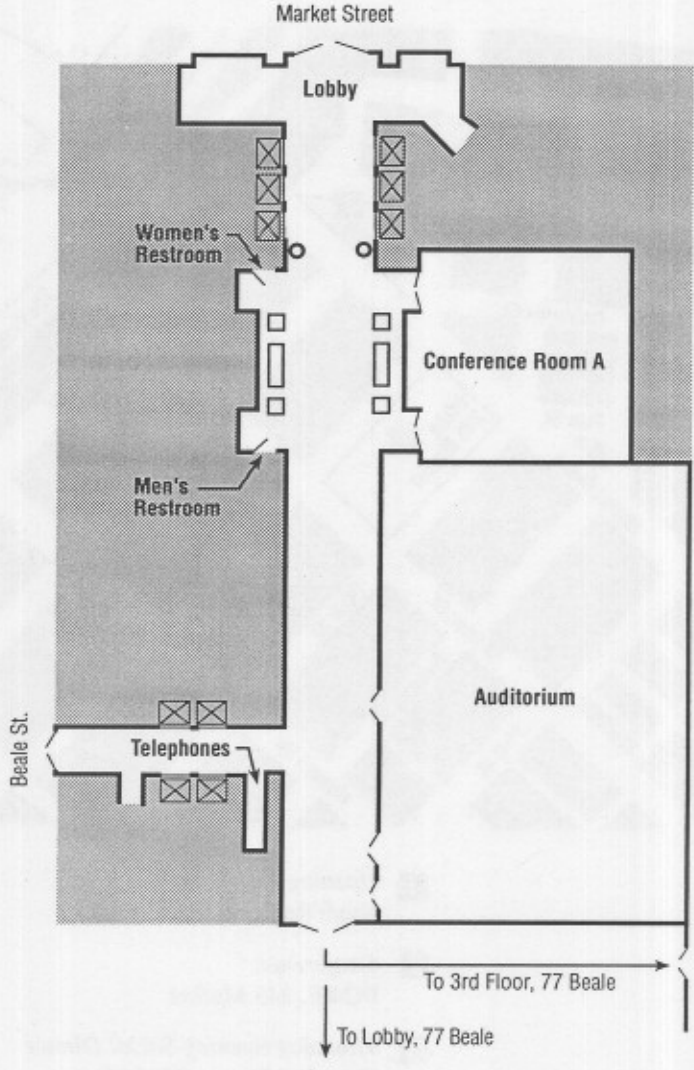 Market Street
Lobby
Women's
Restroom
Conference Room A
Men's
Restroom
Auditorium
Beale St.
Telephones
To 3rd Floor, 77 Beale
To Lobby, 77 Beale